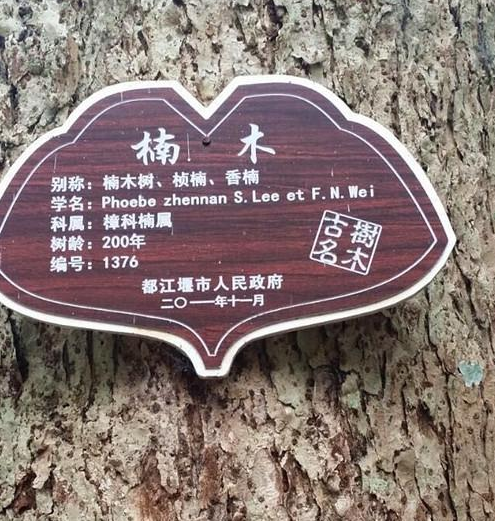 楠 木
别称：楠木树、桢楠、香楠
学名：Phoebe zhennan S.Lee et F.N.Wei
科属：樟科楠属
树龄：200年
编号：1376
古樹
名木
都江堰市人民政府
二〇一一年十一月